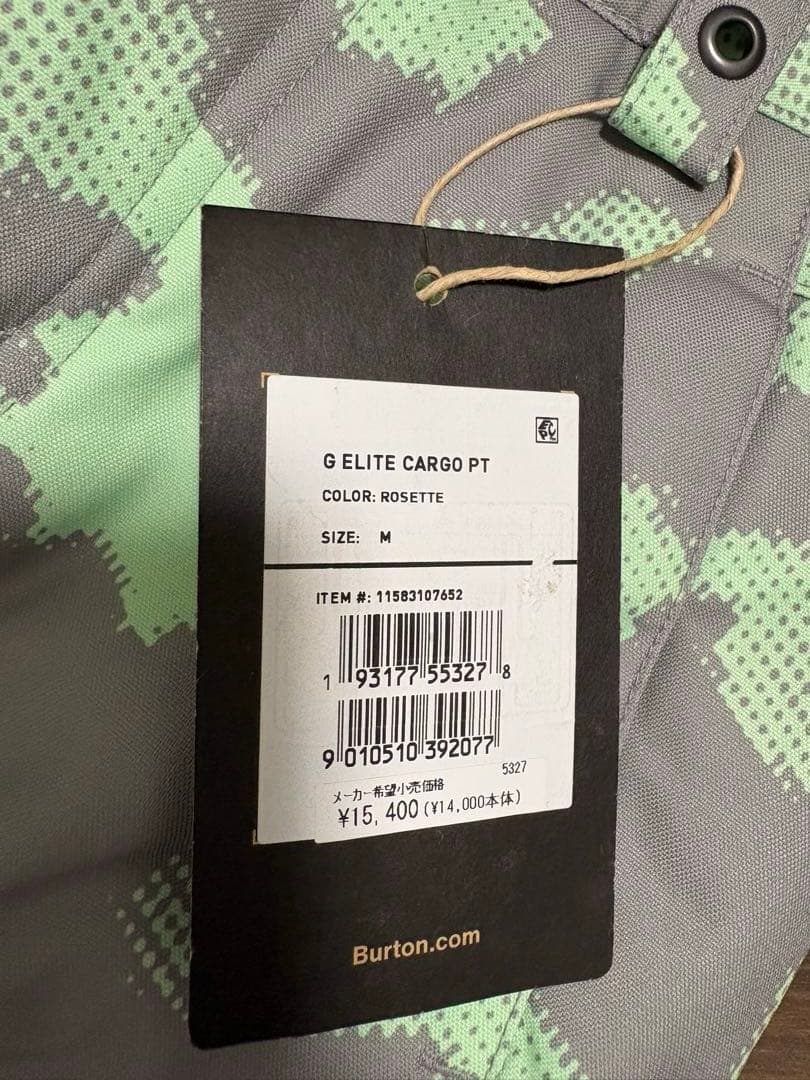 G ELITE CARGO PT
COLOR: ROSETTE
SIZE: M
ITEM #: 11583107652
1 93177 55327 8
9 010510 392077
5327
メーカー希望小売価格
¥15,400(¥14,000本体)
Burton.com